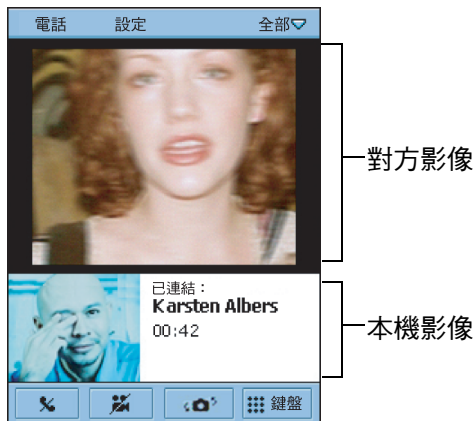 電話 設定 全部
對方影像
已連結：
Karsten Albers
00:42
本機影像
鍵盤